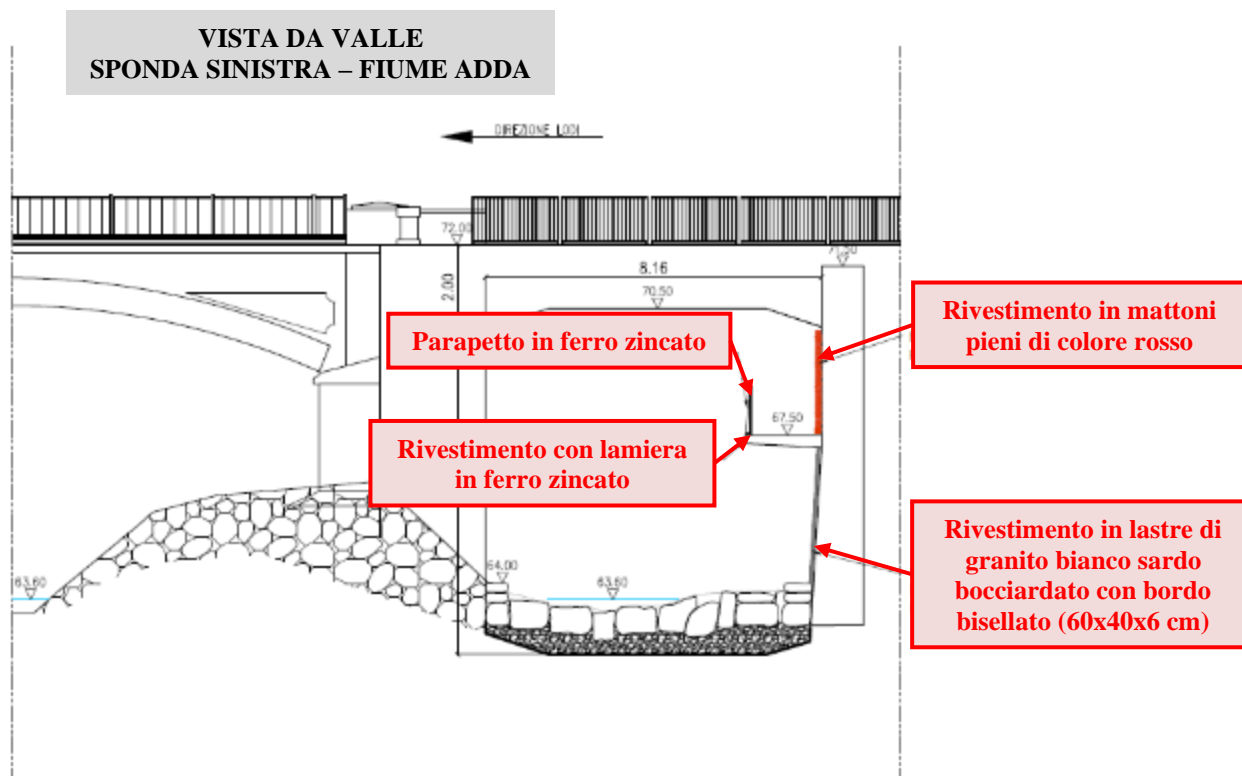 VISTA DA VALLE
SPONDA SINISTRA – FIUME ADDA
DIREZIONE LODI
72.00
71.50
8.16
2.00
70.50
Rivestimento in mattoni
pieni di colore rosso
Parapetto in ferro zincato
67.50
Rivestimento con lamiera
in ferro zincato
Rivestimento in lastre di
granito bianco sardo
bocciardato con bordo
bisellato (60x40x6 cm)
63.60
64.00
63.60